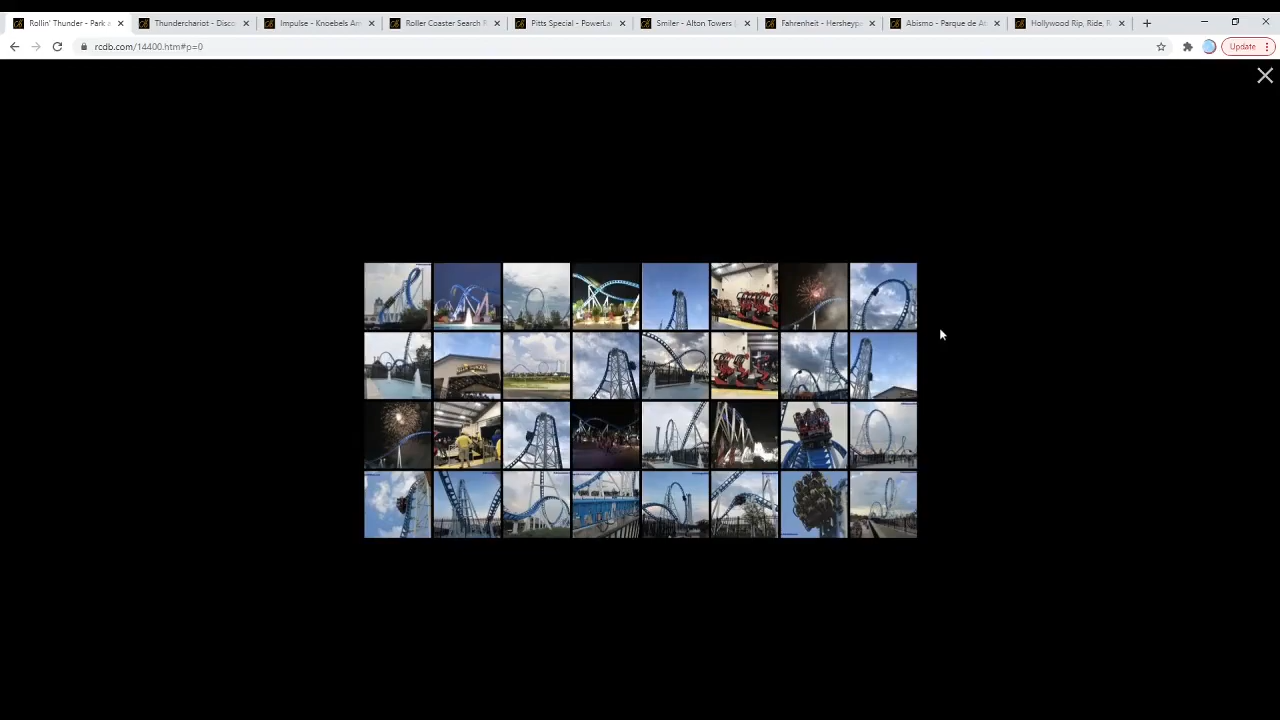 Rollin' Thunder - Park a
Thunderchariot - Disco
Impulse - Knoebels Am
Roller Coaster Search R
Pitts Special - PowerLa
Smiler - Alton Towers (
Fahrenheit - Hersheypa
Abismo - Parque de At
Hollywood Rip, Ride, R
rcdb.com/14400.htm#p=0
Update